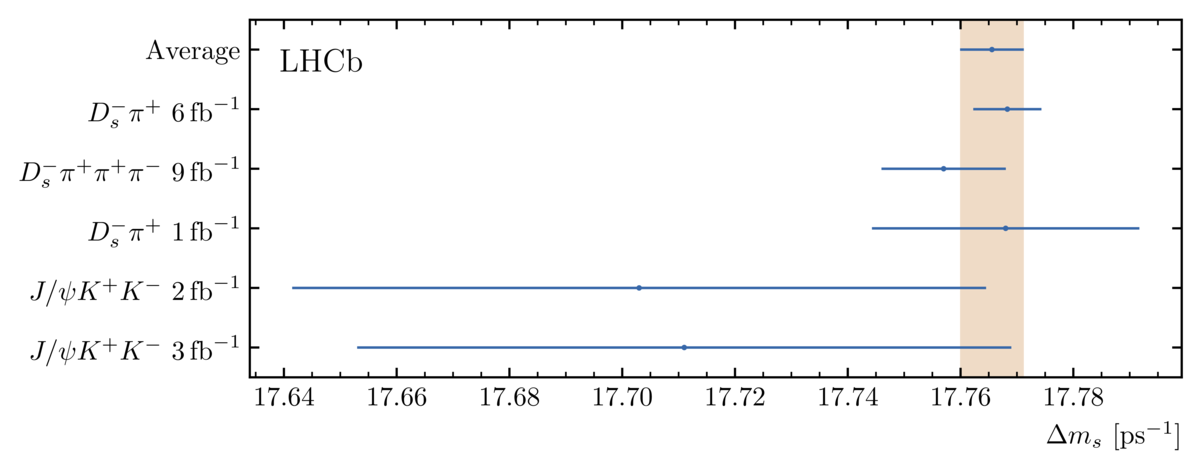 LHCb
Average
D_s^-π^+ 6 fb^{-1}
D_s^-π^+π^+π^- 9 fb^{-1}
D_s^-π^+ 1 fb^{-1}
J/ψK^+K^- 2 fb^{-1}
J/ψK^+K^- 3 fb^{-1}
17.64 17.66 17.68 17.70 17.72 17.74 17.76 17.78
Δm_s [ps^{-1}]